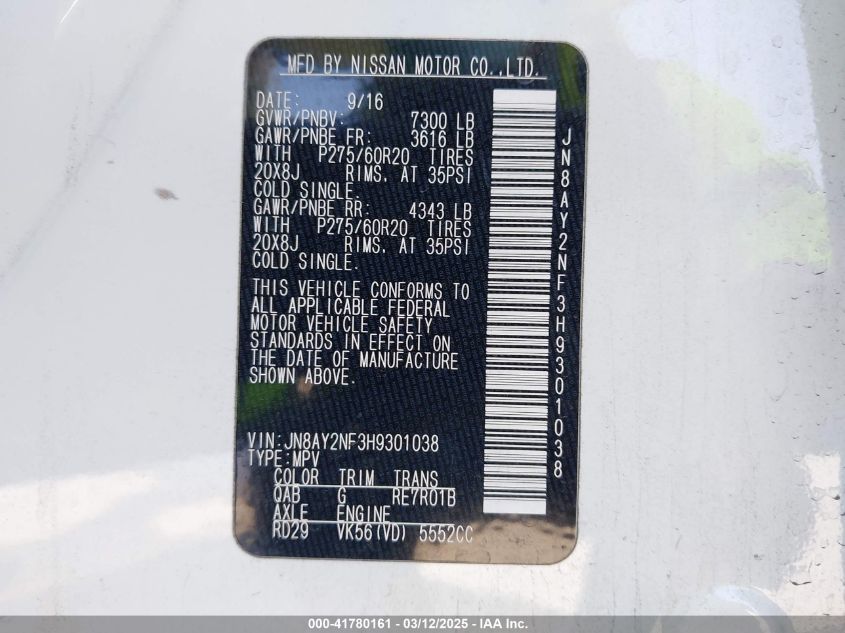 MFD BY NISSAN MOTOR CO.,LTD.
DATE: 9/16
GVWR/PNBV: 7300 LB
GAWR/PNBE FR: 3616 LB
WITH P275/60R20 TIRES
20X8J RIMS, AT 35PSI
COLD SINGLE.
GAWR/PNBE RR: 4343 LB
WITH P275/60R20 TIRES
20X8J RIMS, AT 35PSI
COLD SINGLE.
THIS VEHICLE CONFORMS TO
ALL APPLICABLE FEDERAL
MOTOR VEHICLE SAFETY
STANDARDS IN EFFECT ON
THE DATE OF MANUFACTURE
SHOWN ABOVE.
VIN:JN8AY2NF3H9301038
TYPE:MPV
COLOR TRIM TRANS
QAB G RE7R01B
AXLE ENGINE
RD29 VK56(VD) 5552CC
JN8AY2NF3H9301038
000-41780161 - 03/12/2025 - IAA Inc.